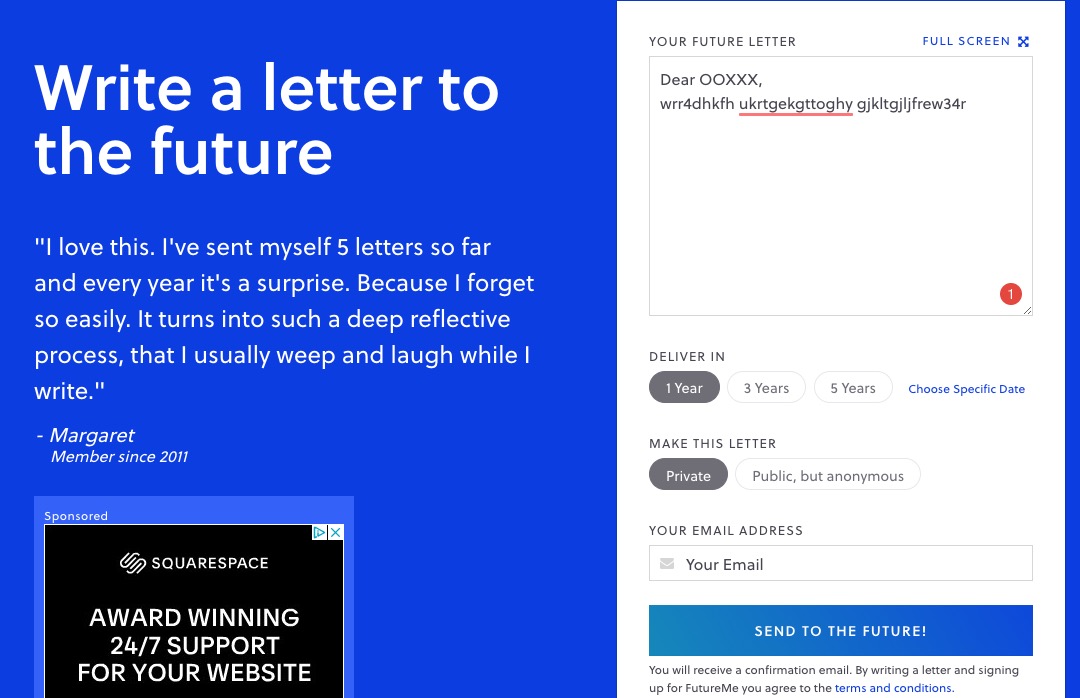 Write a letter to
the future
"I love this. I've sent myself 5 letters so far
and every year it's a surprise. Because I forget
so easily. It turns into such a deep reflective
process, that I usually weep and laugh while I
write."
- Margaret
Member since 2011
Sponsored
SQUARESPACE
AWARD WINNING
24/7 SUPPORT
FOR YOUR WEBSITE
YOUR FUTURE LETTER
FULL SCREEN
Dear OOXXX,
wrr4dhkfh ukrtgekgttoghy gjkltgjljfrew34r
1
DELIVER IN
1 Year
3 Years
5 Years
Choose Specific Date
MAKE THIS LETTER
Private
Public, but anonymous
YOUR EMAIL ADDRESS
Your Email
SEND TO THE FUTURE!
You will receive a confirmation email. By writing a letter and signing
up for FutureMe you agree to the terms and conditions.